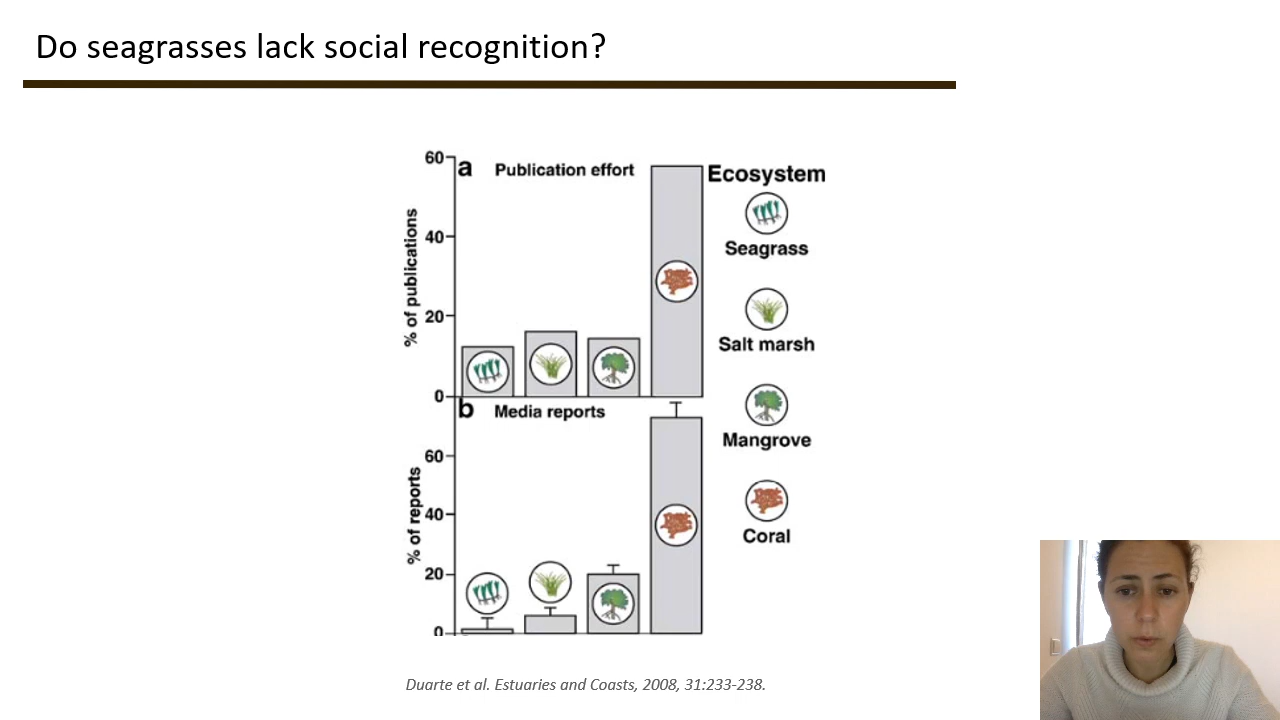 Do seagrasses lack social recognition?
60
a
Publication effort
40
20
0
% of publications
b
Media reports
60
40
20
0
% of reports
Ecosystem
Seagrass
Salt marsh
Mangrove
Coral
Duarte et al. Estuaries and Coasts, 2008, 31:233-238.